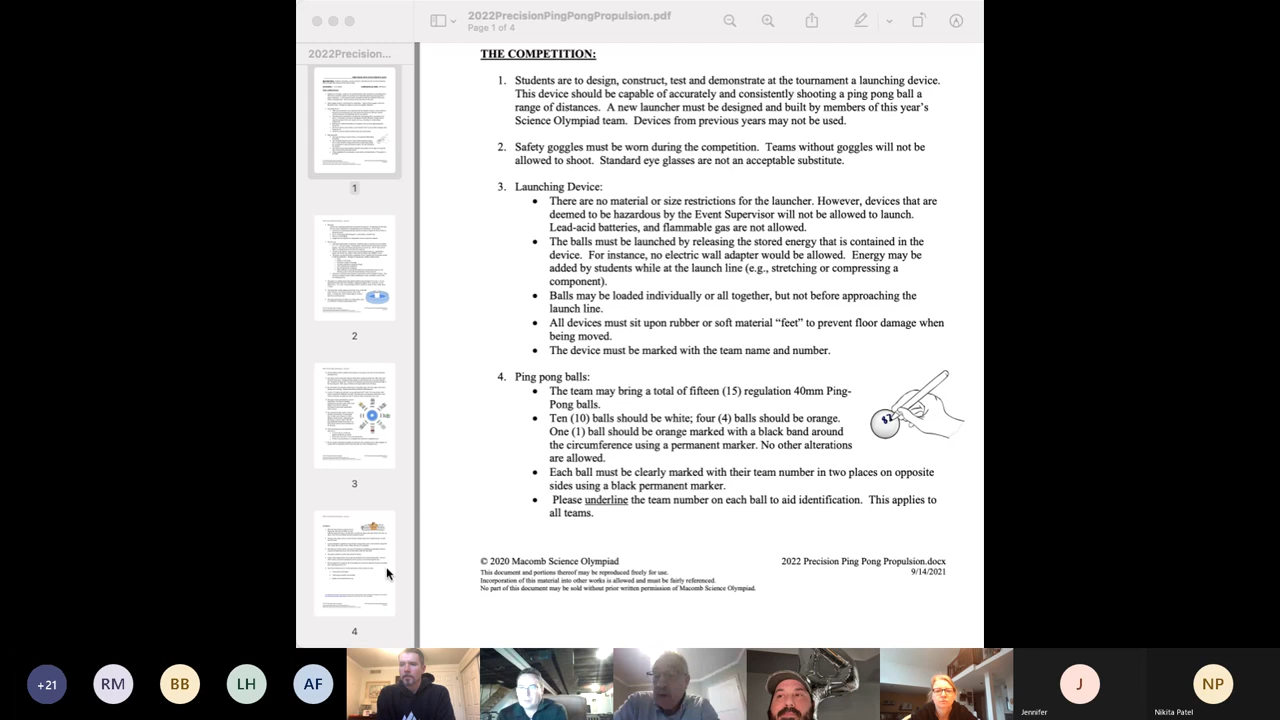 2022PrecisionPingPongPropulsion.pdf
Page 1 of 4
2022Precision...
1
2
3
4
THE COMPETITION:
1. Students are to design, construct, test and demonstrate at the tournament a launching device.
This device should be capable of accurately and consistently shooting a ping pong ball a
range of distances. A new launcher must be designed and built by members of this year's
Science Olympiad team. Devices from previous years may not be used.
2. Safety goggles must be worn during the competition. Teams without goggles will not be
allowed to shoot. Standard eye glasses are not an acceptable substitute.
3. Launching Device:
• There are no material or size restrictions for the launcher. However, devices that are
deemed to be hazardous by the Event Supervisor will not be allowed to launch.
Lead-acid batteries, and flammable gas are not allowed.
• The balls must be launched by releasing the stored energy that is contained in the
device. For instance, no electric wall adapter would be allowed. Energy may be
added by students while at the launch line (e.g., stretching or compressing a
component).
• Balls may be loaded individually or all together, but not before approaching the
launch line.
• All devices must sit upon rubber or soft material “feet” to prevent floor damage when
being moved.
• The device must be marked with the team name and number.
4. Ping pong balls:
• The team may bring a total of fifteen (15) regulation 40mm Ping-
Pong balls.
• Ten (10) balls should be white; four (4) balls should be orange.
One (1) ball should be orange marked with a black band around
the circumference using a permanent marker. No other alterations
are allowed.
• Each ball must be clearly marked with their team number in two places on opposite
sides using a black permanent marker.
• Please underline the team number on each ball to aid identification. This applies to
all teams.
© 2020 Macomb Science Olympiad
2022 Precision Ping Pong Propulsion.docx
This document and portions thereof may be reproduced freely for use.
9/14/2021
Incorporation of this material into other works is allowed and must be fairly referenced.
No part of this document may be sold without prior written permission of Macomb Science Olympiad.
+21
RM
BB
LH
AF
J
NP
Jennifer
Nikita Patel